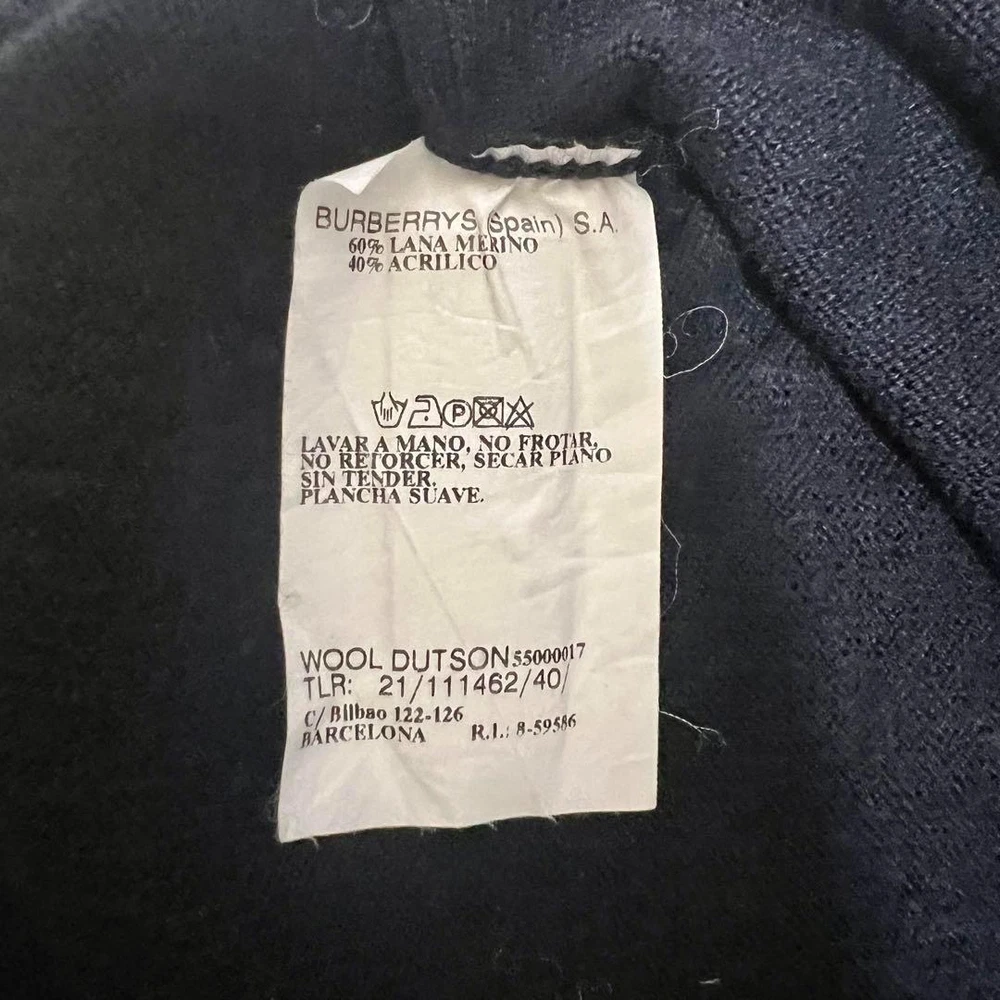 BURBERRYS (Spain) S.A.
60% LANA MERINO
40% ACRILICO
P
LAVAR A MANO, NO FROTAR,
NO RETORCER, SECAR PLANO
SIN TENDER.
PLANCHA SUAVE.
WOOL DUTSON 55000017
TLR: 21/111462/40/
C/ Bilbao 122-126
BARCELONA R.I.: 8-59586